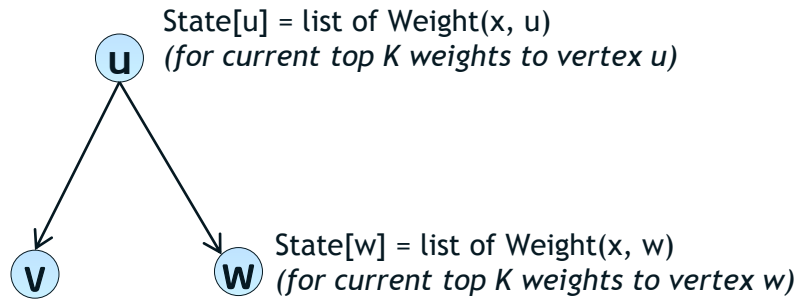 State[u] = list of Weight(x, u)
u (for current top K weights to vertex u)
State[w] = list of Weight(x, w)
v w (for current top K weights to vertex w)